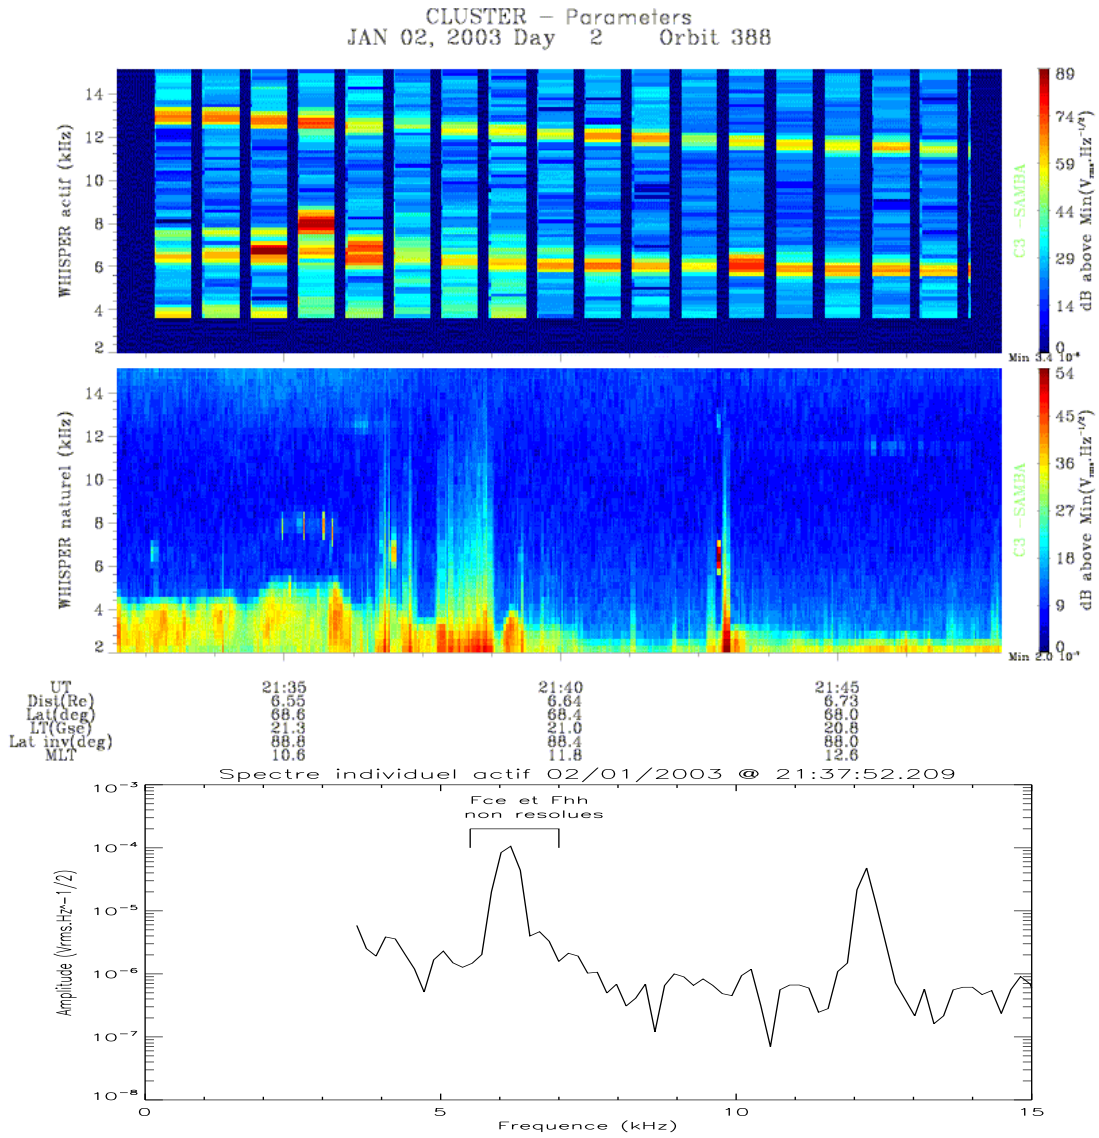 CLUSTER - Parameters
JAN 02, 2003 Day 2 Orbit 388
WHISPER actif (kHz)
14
12
10
8
6
4
2
C3 -SAMBA
89
74
59
44
29
14
0
dB above Min(Vrms.Hz-1/2)
Min 3.4 10-8
WHISPER naturel (kHz)
14
12
10
8
6
4
2
C3 -SAMBA
54
45
36
27
18
9
0
dB above Min(Vrms.Hz-1/2)
UT 21:35 21:40 21:45
Dist(Re) 6.55 6.64 6.73
Lat(deg) 68.6 68.4 68.0
LT(Gse) 21.3 21.0 20.8
Lat inv(deg) 88.8 88.4 88.0
MLT 10.6 11.8 12.6
Spectre individuel actif 02/01/2003 @ 21:37:52.209
Fce et Fhh
non resolues
Amplitude (Vrms.Hz^-1/2)
10-3
10-4
10-5
10-6
10-7
10-8
0 5 10 15
Frequence (kHz)